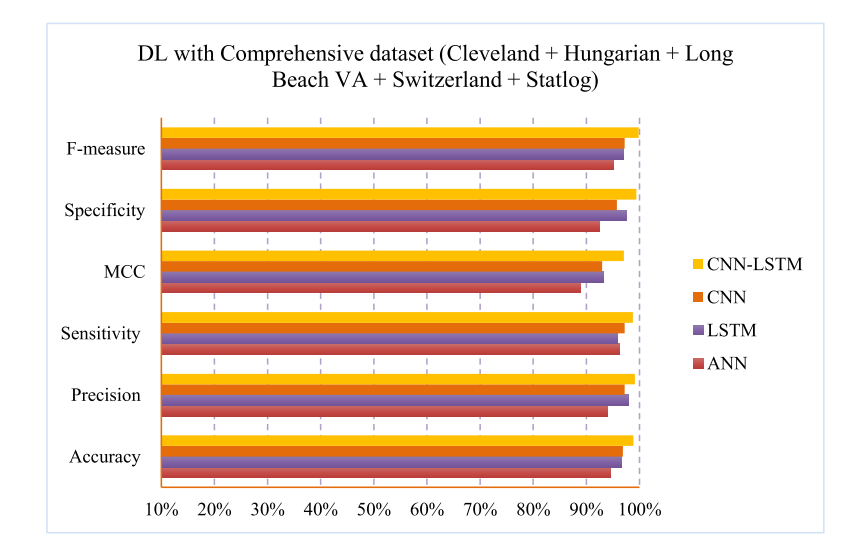 DL with Comprehensive dataset (Cleveland + Hungarian + Long
Beach VA + Switzerland + Statlog)
F-measure
Specificity
MCC
Sensitivity
Precision
Accuracy
10% 20% 30% 40% 50% 60% 70% 80% 90% 100%
CNN-LSTM
CNN
LSTM
ANN